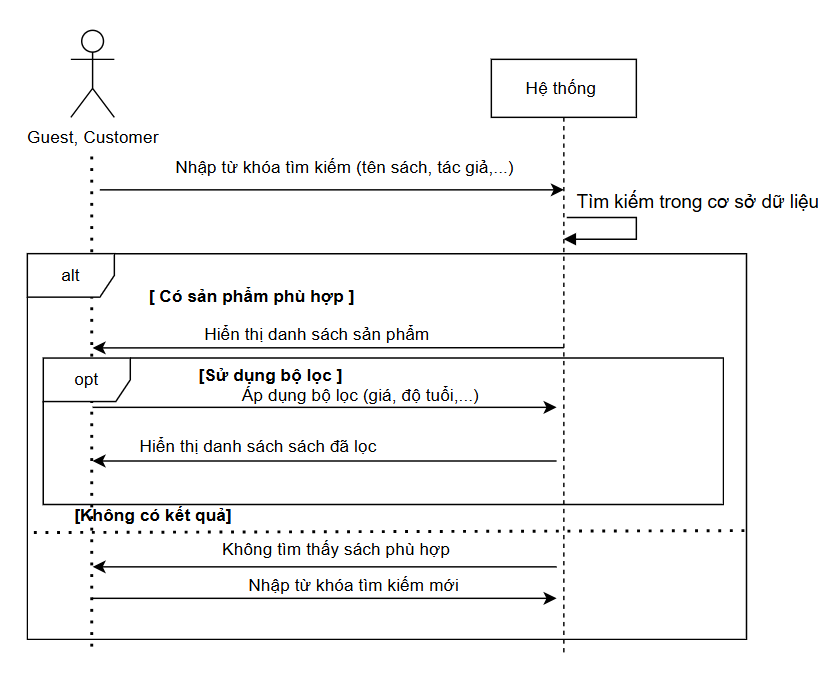 Hệ thống
Guest, Customer
Nhập từ khóa tìm kiếm (tên sách, tác giả,...)
Tìm kiếm trong cơ sở dữ liệu
alt
[ Có sản phẩm phù hợp ]
Hiển thị danh sách sản phẩm
opt
[Sử dụng bộ lọc ]
Áp dụng bộ lọc (giá, độ tuổi,...)
Hiển thị danh sách sách đã lọc
[Không có kết quả]
Không tìm thấy sách phù hợp
Nhập từ khóa tìm kiếm mới